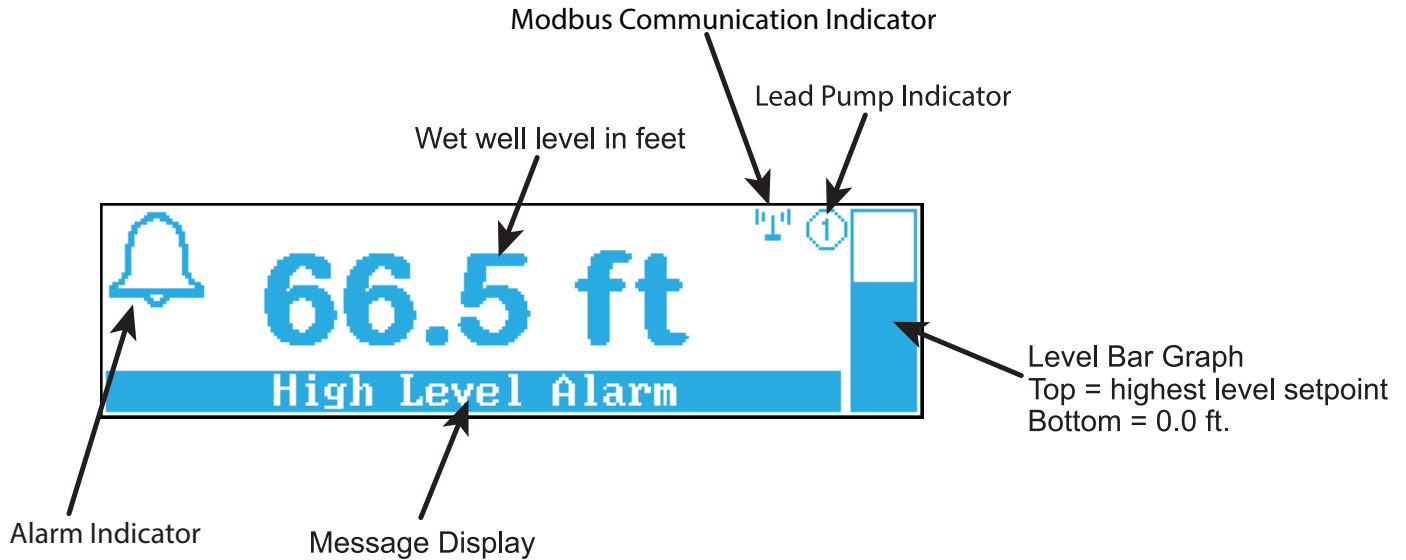 Modbus Communication Indicator
Lead Pump Indicator
Wet well level in feet
1
66.5 ft
High Level Alarm
Level Bar Graph
Top = highest level setpoint
Bottom = 0.0 ft.
Alarm Indicator
Message Display